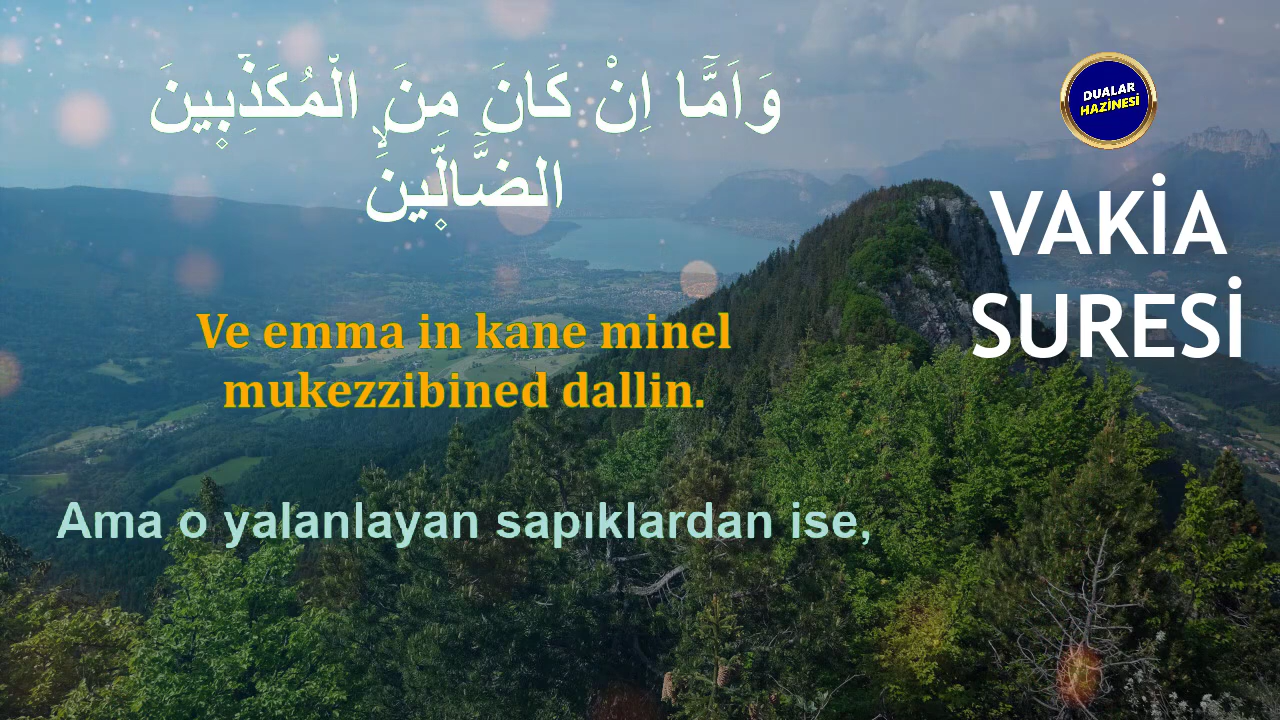 وَاَمَّٓا اِنْ كَانَ مِنَ الْمُكَذِّب۪ينَ
الضَّٓالّ۪ينَۙ
Ve emma in kane minel
mukezzibined dallin.
Ama o yalanlayan sapıklardan ise,
DUALAR
HAZİNESİ
VAKİA
SURESİ